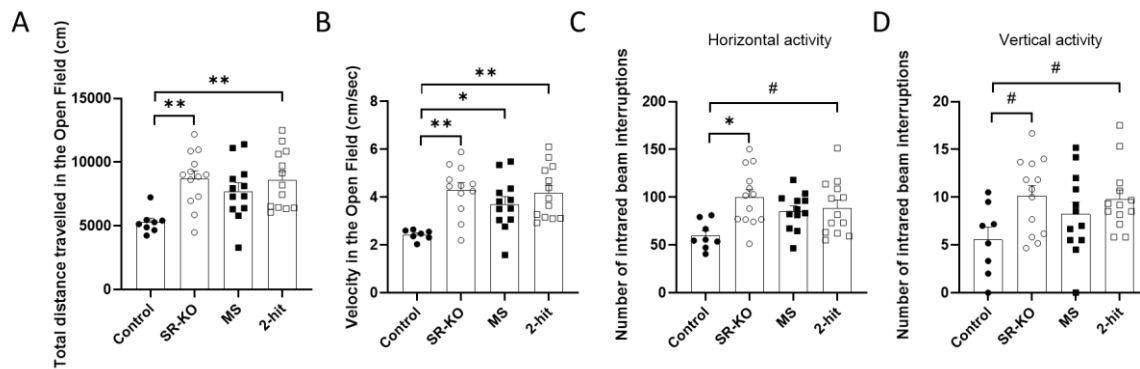 A
Total distance travelled in the Open Field (cm)
15000
10000
5000
0
**
**
Control
SR-KO
MS
2-hit
B
Velocity in the Open Field (cm/sec)
8
6
4
2
0
**
*
**
Control
SR-KO
MS
2-hit
C
Horizontal activity
Number of intrared beam interruptions
200
150
100
50
0
#
*
Control
SR-KO
MS
2-hit
D
Vertical activity
Number of intrared beam interruptions
20
15
10
5
0
#
#
Control
SR-KO
MS
2-hit